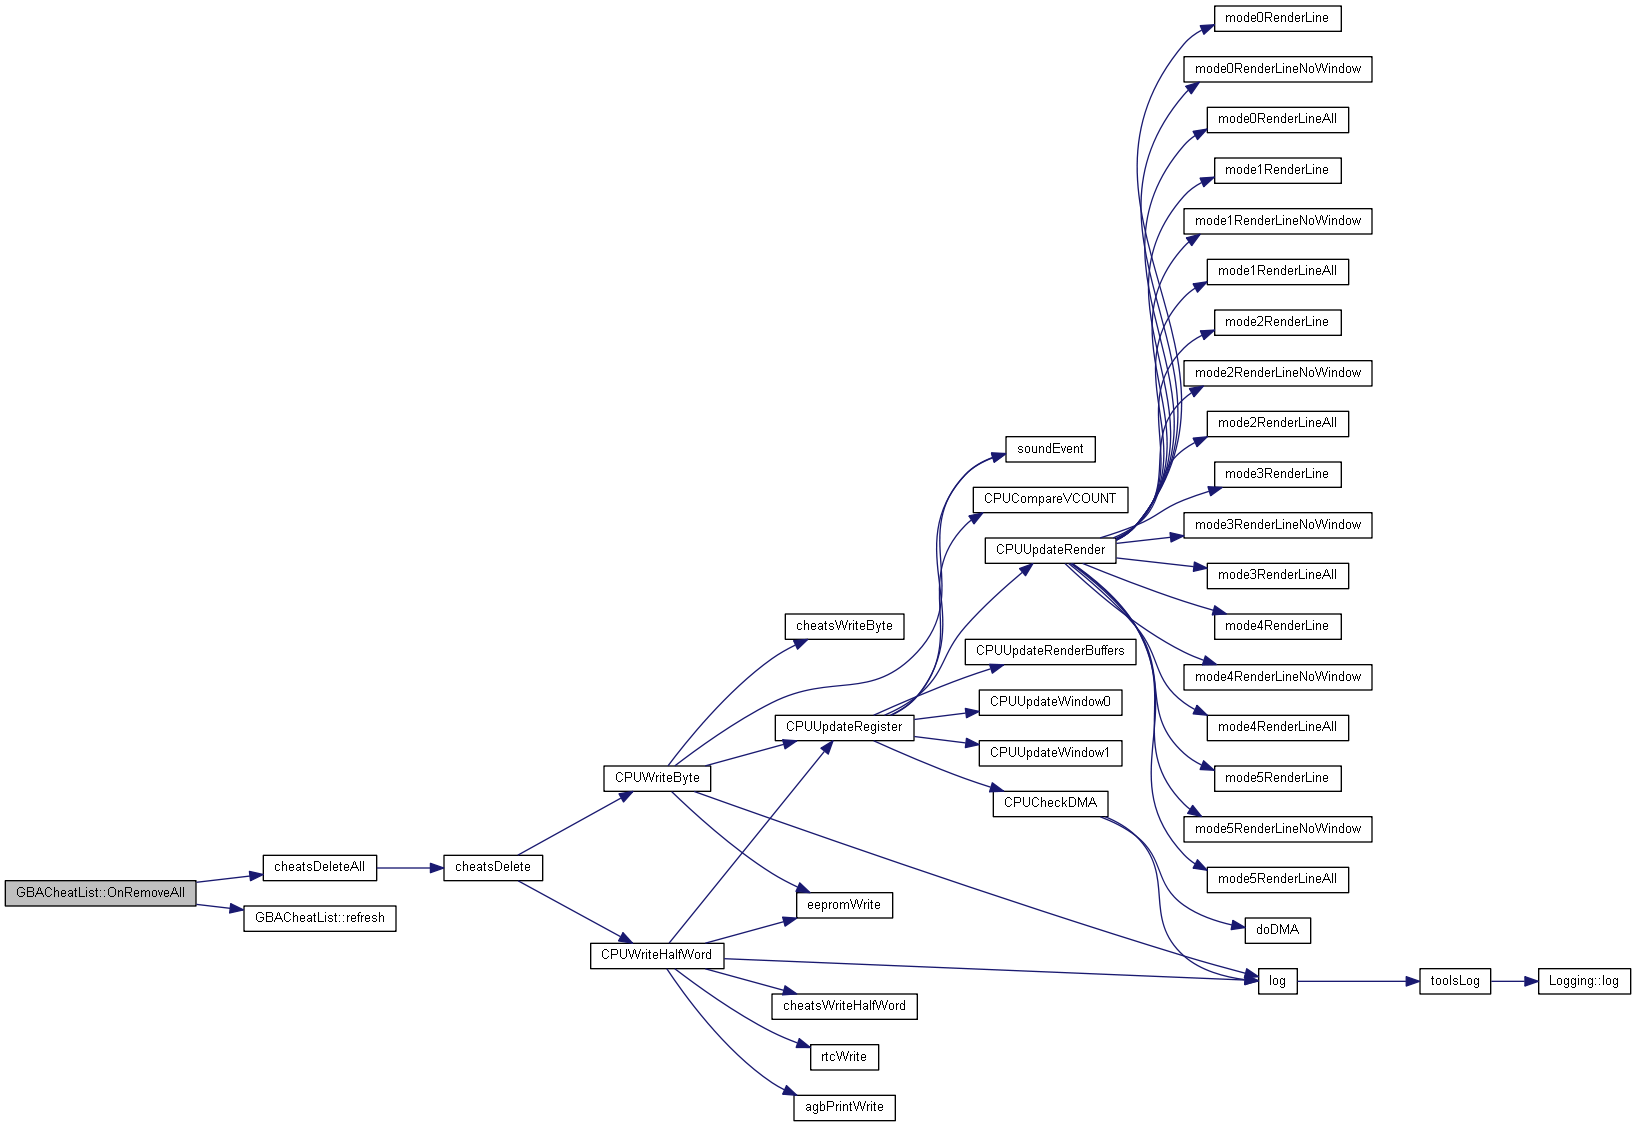 mode0RenderLine
mode0RenderLineNoWindow
mode0RenderLineAll
mode1RenderLine
mode1RenderLineNoWindow
mode1RenderLineAll
mode2RenderLine
mode2RenderLineNoWindow
mode2RenderLineAll
soundEvent
mode3RenderLine
CPUCompareVCOUNT
mode3RenderLineNoWindow
CPUUpdateRender
mode3RenderLineAll
cheatsWriteByte
mode4RenderLine
CPUUpdateRenderBuffers
mode4RenderLineNoWindow
CPUUpdateWindow0
CPUUpdateRegister
mode4RenderLineAll
CPUUpdateWindow1
CPUWriteByte
mode5RenderLine
CPUCheckDMA
mode5RenderLineNoWindow
cheatsDeleteAll
cheatsDelete
mode5RenderLineAll
GBACheatList::OnRemoveAll
eepromWrite
GBACheatList::refresh
doDMA
CPUWriteHalfWord
log
toolsLog
Logging::log
cheatsWriteHalfWord
rtcWrite
agbPrintWrite